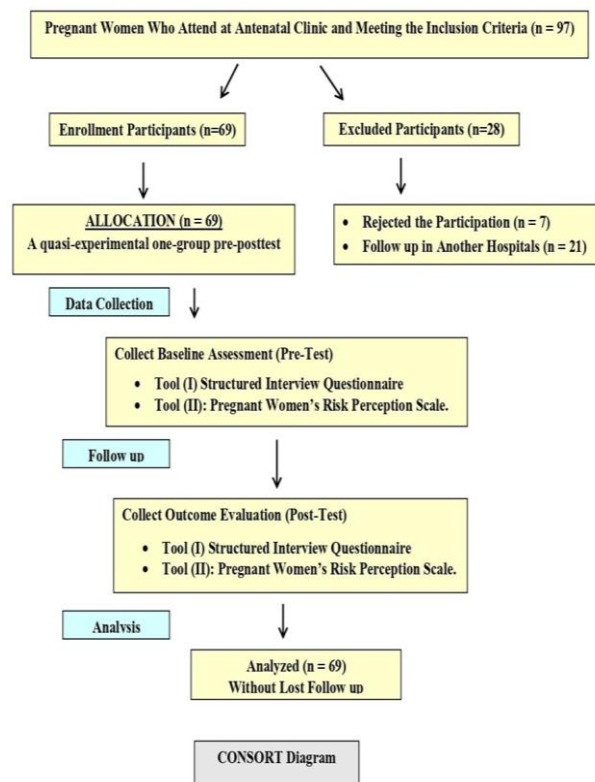 Pregnant Women Who Attend at Antenatal Clinic and Meeting the Inclusion Criteria (n = 97)
Enrollment Participants (n=69)
Excluded Participants (n=28)
ALLOCATION (n = 69)
A quasi-experimental one-group pre-posttest
• Rejected the Participation (n = 7)
• Follow up in Another Hospitals (n = 21)
Data Collection
Collect Baseline Assessment (Pre-Test)
• Tool (I) Structured Interview Questionnaire
• Tool (II): Pregnant Women’s Risk Perception Scale.
Follow up
Collect Outcome Evaluation (Post-Test)
• Tool (I) Structured Interview Questionnaire
• Tool (II): Pregnant Women’s Risk Perception Scale.
Analysis
Analyzed (n = 69)
Without Lost Follow up
CONSORT Diagram